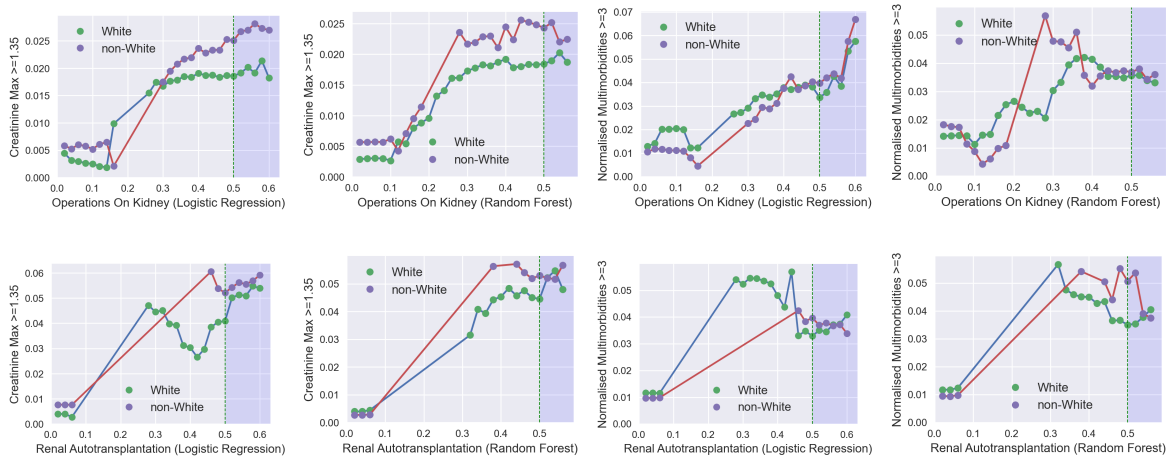 Creatinine Max >=1.35
0.025
0.020
0.015
0.010
0.005
0.000
White
non-White
0.0 0.1 0.2 0.3 0.4 0.5 0.6
Operations On Kidney (Logistic Regression)
Creatinine Max >=1.35
0.025
0.020
0.015
0.010
0.005
0.000
White
non-White
0.0 0.1 0.2 0.3 0.4 0.5
Operations On Kidney (Random Forest)
Normalised Multimorbidities >=3
0.07
0.06
0.05
0.04
0.03
0.02
0.01
0.00
White
non-White
0.0 0.1 0.2 0.3 0.4 0.5 0.6
Operations On Kidney (Logistic Regression)
Normalised Multimorbidities >=3
0.06
0.05
0.04
0.03
0.02
0.01
0.00
White
non-White
0.0 0.1 0.2 0.3 0.4 0.5
Operations On Kidney (Random Forest)
Creatinine Max >=1.35
0.06
0.05
0.04
0.03
0.02
0.01
0.00
White
non-White
0.0 0.1 0.2 0.3 0.4 0.5 0.6
Renal Autotransplantation (Logistic Regression)
Creatinine Max >=1.35
0.05
0.04
0.03
0.02
0.01
0.00
White
non-White
0.0 0.1 0.2 0.3 0.4 0.5
Renal Autotransplantation (Random Forest)
Normalised Multimorbidities >=3
0.05
0.04
0.03
0.02
0.01
0.00
White
non-White
0.0 0.1 0.2 0.3 0.4 0.5 0.6
Renal Autotransplantation (Logistic Regression)
Normalised Multimorbidities >=3
0.05
0.04
0.03
0.02
0.01
0.00
White
non-White
0.0 0.1 0.2 0.3 0.4 0.5
Renal Autotransplantation (Random Forest)